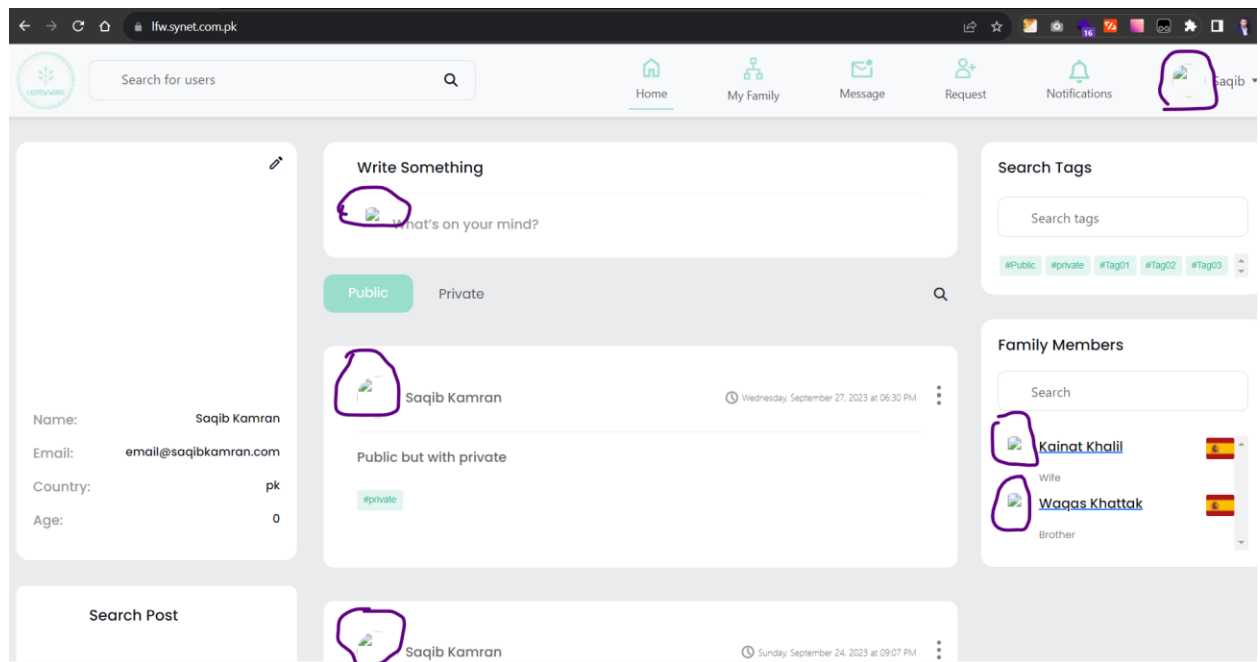 lfw.synet.com.pk
16
Search for users
Home
My Family
Message
Request
Notifications
Saqib
Name: Saqib Kamran
Email: email@saqibkamran.com
Country: pk
Age: 0
Search Post
Write Something
What's on your mind?
Public Private
Saqib Kamran Wednesday, September 27, 2023 at 06:30 PM
Public but with private
#private
Saqib Kamran Sunday, September 24, 2023 at 09:07 PM
Search Tags
Search tags
#Public #private #Tag01 #Tag02 #Tag03
Family Members
Search
Kainat Khalil
Wife
Waqas Khattak
Brother